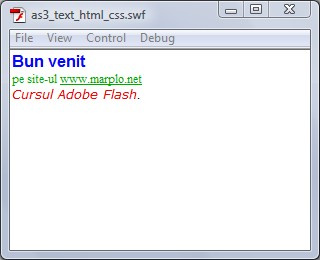 as3_text_html_css.swf
File View Control Debug
Bun venit
pe site-ul www.marplo.net
Cursul Adobe Flash.